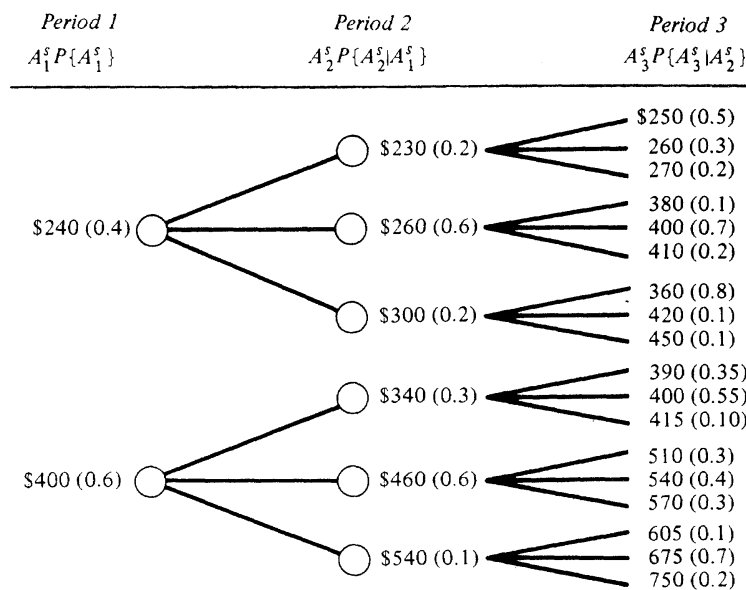 Period 1 Period 2 Period 3
A₁ˢ P{A₁ˢ} A₂ˢ P{A₂ˢ|A₁ˢ} A₃ˢ P{A₃ˢ|A₂ˢ}
$250 (0.5)
$230 (0.2) 260 (0.3)
270 (0.2)
380 (0.1)
$240 (0.4) $260 (0.6) 400 (0.7)
410 (0.2)
360 (0.8)
$300 (0.2) 420 (0.1)
450 (0.1)
390 (0.35)
$340 (0.3) 400 (0.55)
415 (0.10)
510 (0.3)
$400 (0.6) $460 (0.6) 540 (0.4)
570 (0.3)
605 (0.1)
$540 (0.1) 675 (0.7)
750 (0.2)